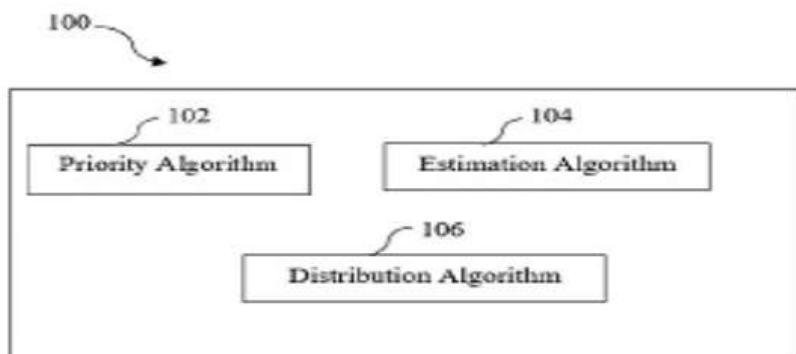 100
102
104
Priority Algorithm
Estimation Algorithm
106
Distribution Algorithm